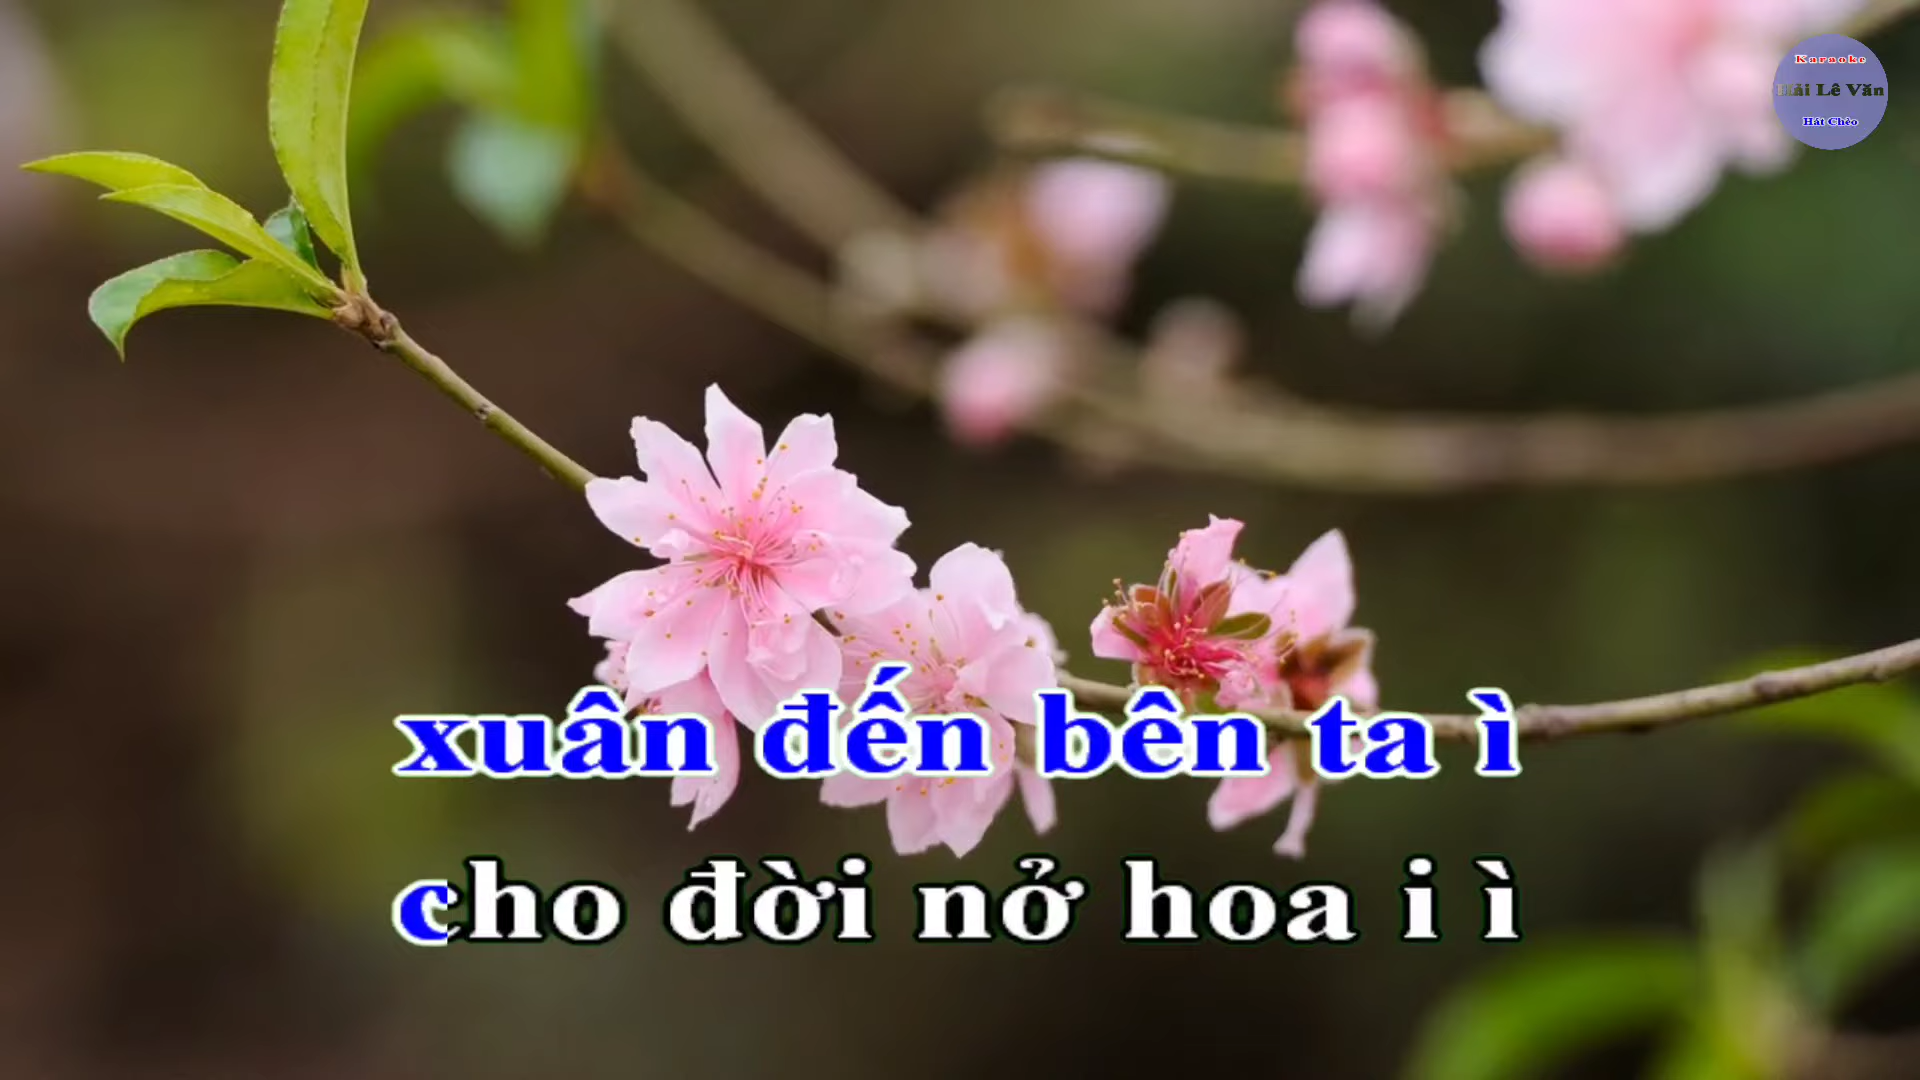 Karaoke
Hải Lê Văn
Hát Chèo
xuân đến bên ta ì
cho đời nở hoa i ì